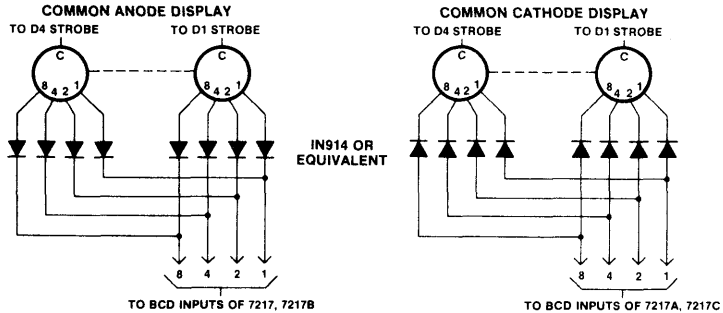 COMMON ANODE DISPLAY
TO D4 STROBE
TO D1 STROBE
C
8 4 2 1
C
8 4 2 1
8 4 2 1
TO BCD INPUTS OF 7217, 7217B
IN914 OR
EQUIVALENT
COMMON CATHODE DISPLAY
TO D4 STROBE
TO D1 STROBE
C
8 4 2 1
C
8 4 2 1
8 4 2 1
TO BCD INPUTS OF 7217A, 7217C